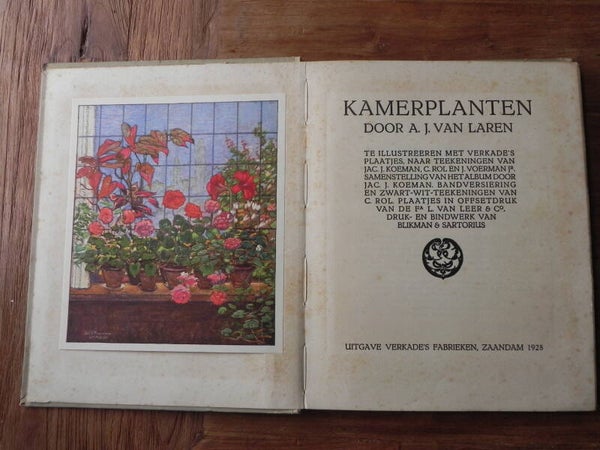 KAMERPLANTEN
DOOR A. J. VAN LAREN
TE ILLUSTREEREN MET VERKADE'S
PLAATJES, NAAR TEEKENINGEN VAN
JAC. J. KOEMAN, C. ROL EN J. VOERMAN JR.
SAMENSTELLING VAN HET ALBUM DOOR
JAC. J. KOEMAN. BANDVERSIERING
EN ZWART-WIT-TEEKENINGEN VAN
C. ROL. PLAATJES IN OFFSETDRUK
VAN DE FA. L. VAN LEER & CO.
DRUK- EN BINDWERK VAN
BLIKMAN & SARTORIUS
UITGAVE VERKADE'S FABRIEKEN, ZAANDAM 1928